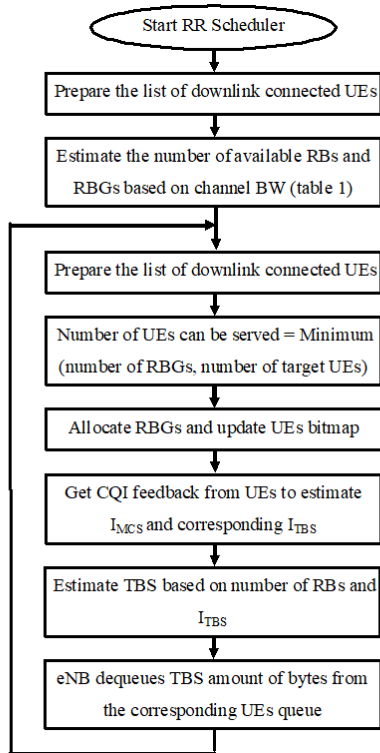 Start RR Scheduler
Prepare the list of downlink connected UEs
Estimate the number of available RBs and
RBGs based on channel BW (table 1)
Prepare the list of downlink connected UEs
Number of UEs can be served = Minimum
(number of RBGs, number of target UEs)
Allocate RBGs and update UEs bitmap
Get CQI feedback from UEs to estimate
I_MCS and corresponding I_TBS
Estimate TBS based on number of RBs and
I_TBS
eNB dequeues TBS amount of bytes from
the corresponding UEs queue